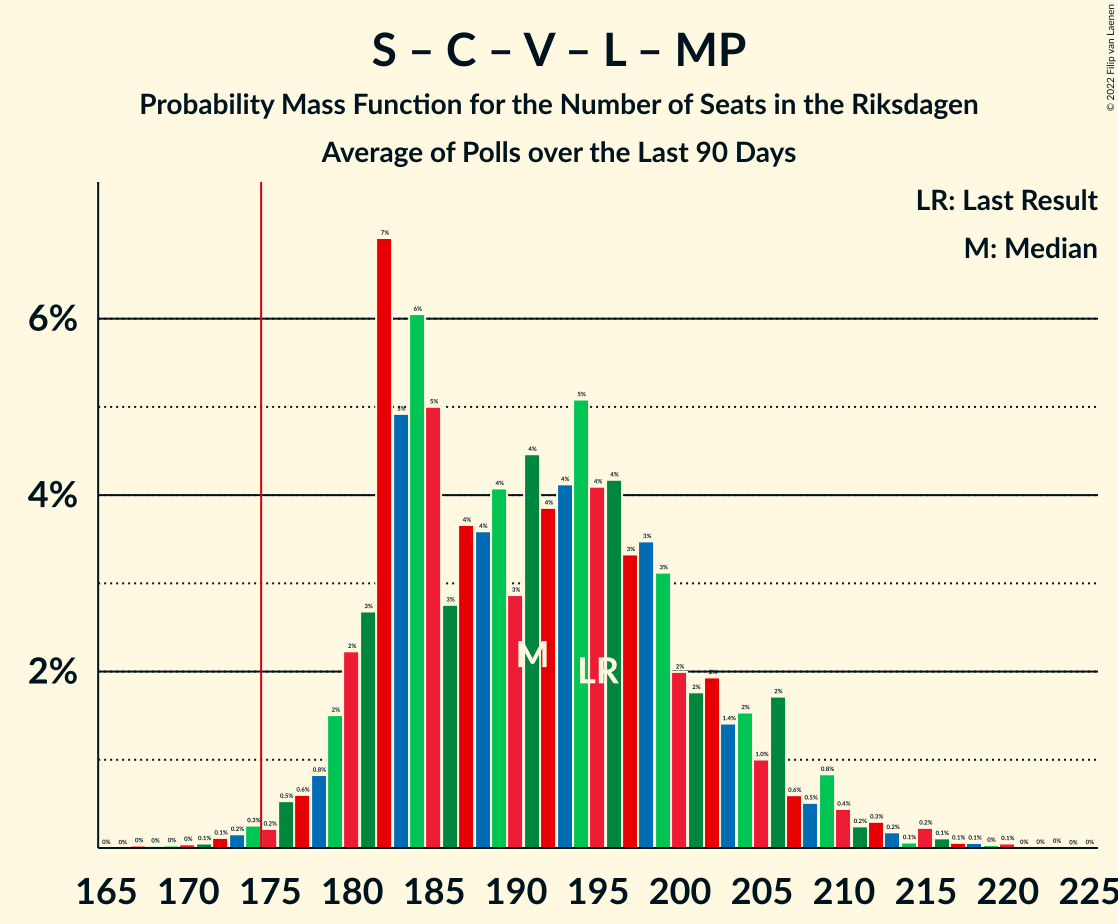 S – C – V – L – MP
Probability Mass Function for the Number of Seats in the Riksdagen
Average of Polls over the Last 90 Days
© 2022 Filip van Laenen
LR: Last Result
M: Median
6%
4%
2%
0% 0% 0% 0% 0% 0% 0.1% 0.1% 0.2% 0.3% 0.2% 0.5% 0.6% 0.8% 2% 2% 3% 7% 5% 6% 5% 3% 4% 4% 4% 3% 4% 4% 4% 5% 4% 4% 3% 3% 3% 2% 2% 2% 1.4% 2% 1.0% 2% 0.6% 0.5% 0.8% 0.4% 0.2% 0.3% 0.2% 0.1% 0.2% 0.1% 0.1% 0.1% 0% 0.1% 0% 0% 0% 0% 0%
M
LR
165 170 175 180 185 190 195 200 205 210 215 220 225